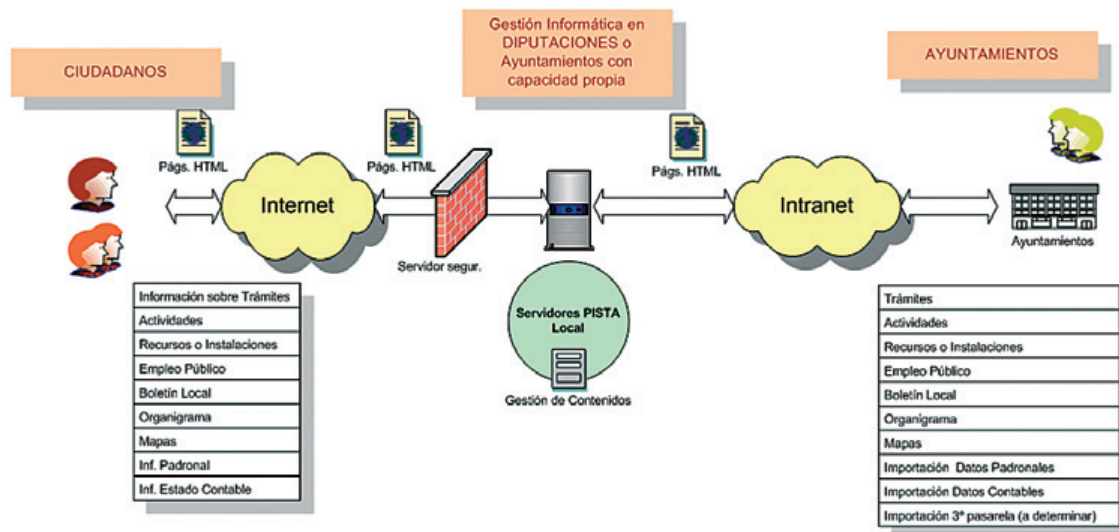 CIUDADANOS
Gestión Informática en
DIPUTACIONES o
Ayuntamientos con
capacidad propia
AYUNTAMIENTOS
Págs. HTML
Págs. HTML
Págs. HTML
Internet
Intranet
Servidor segur.
Ayuntamientos
Servidores PISTA
Local
Gestión de Contenidos
Información sobre Trámites
Actividades
Recursos o Instalaciones
Empleo Público
Boletín Local
Organigrama
Mapas
Inf. Padronal
Inf. Estado Contable
Trámites
Actividades
Recursos o Instalaciones
Empleo Público
Boletín Local
Organigrama
Mapas
Importación Datos Padronales
Importación Datos Contables
Importación 3ª pasarela (a determinar)